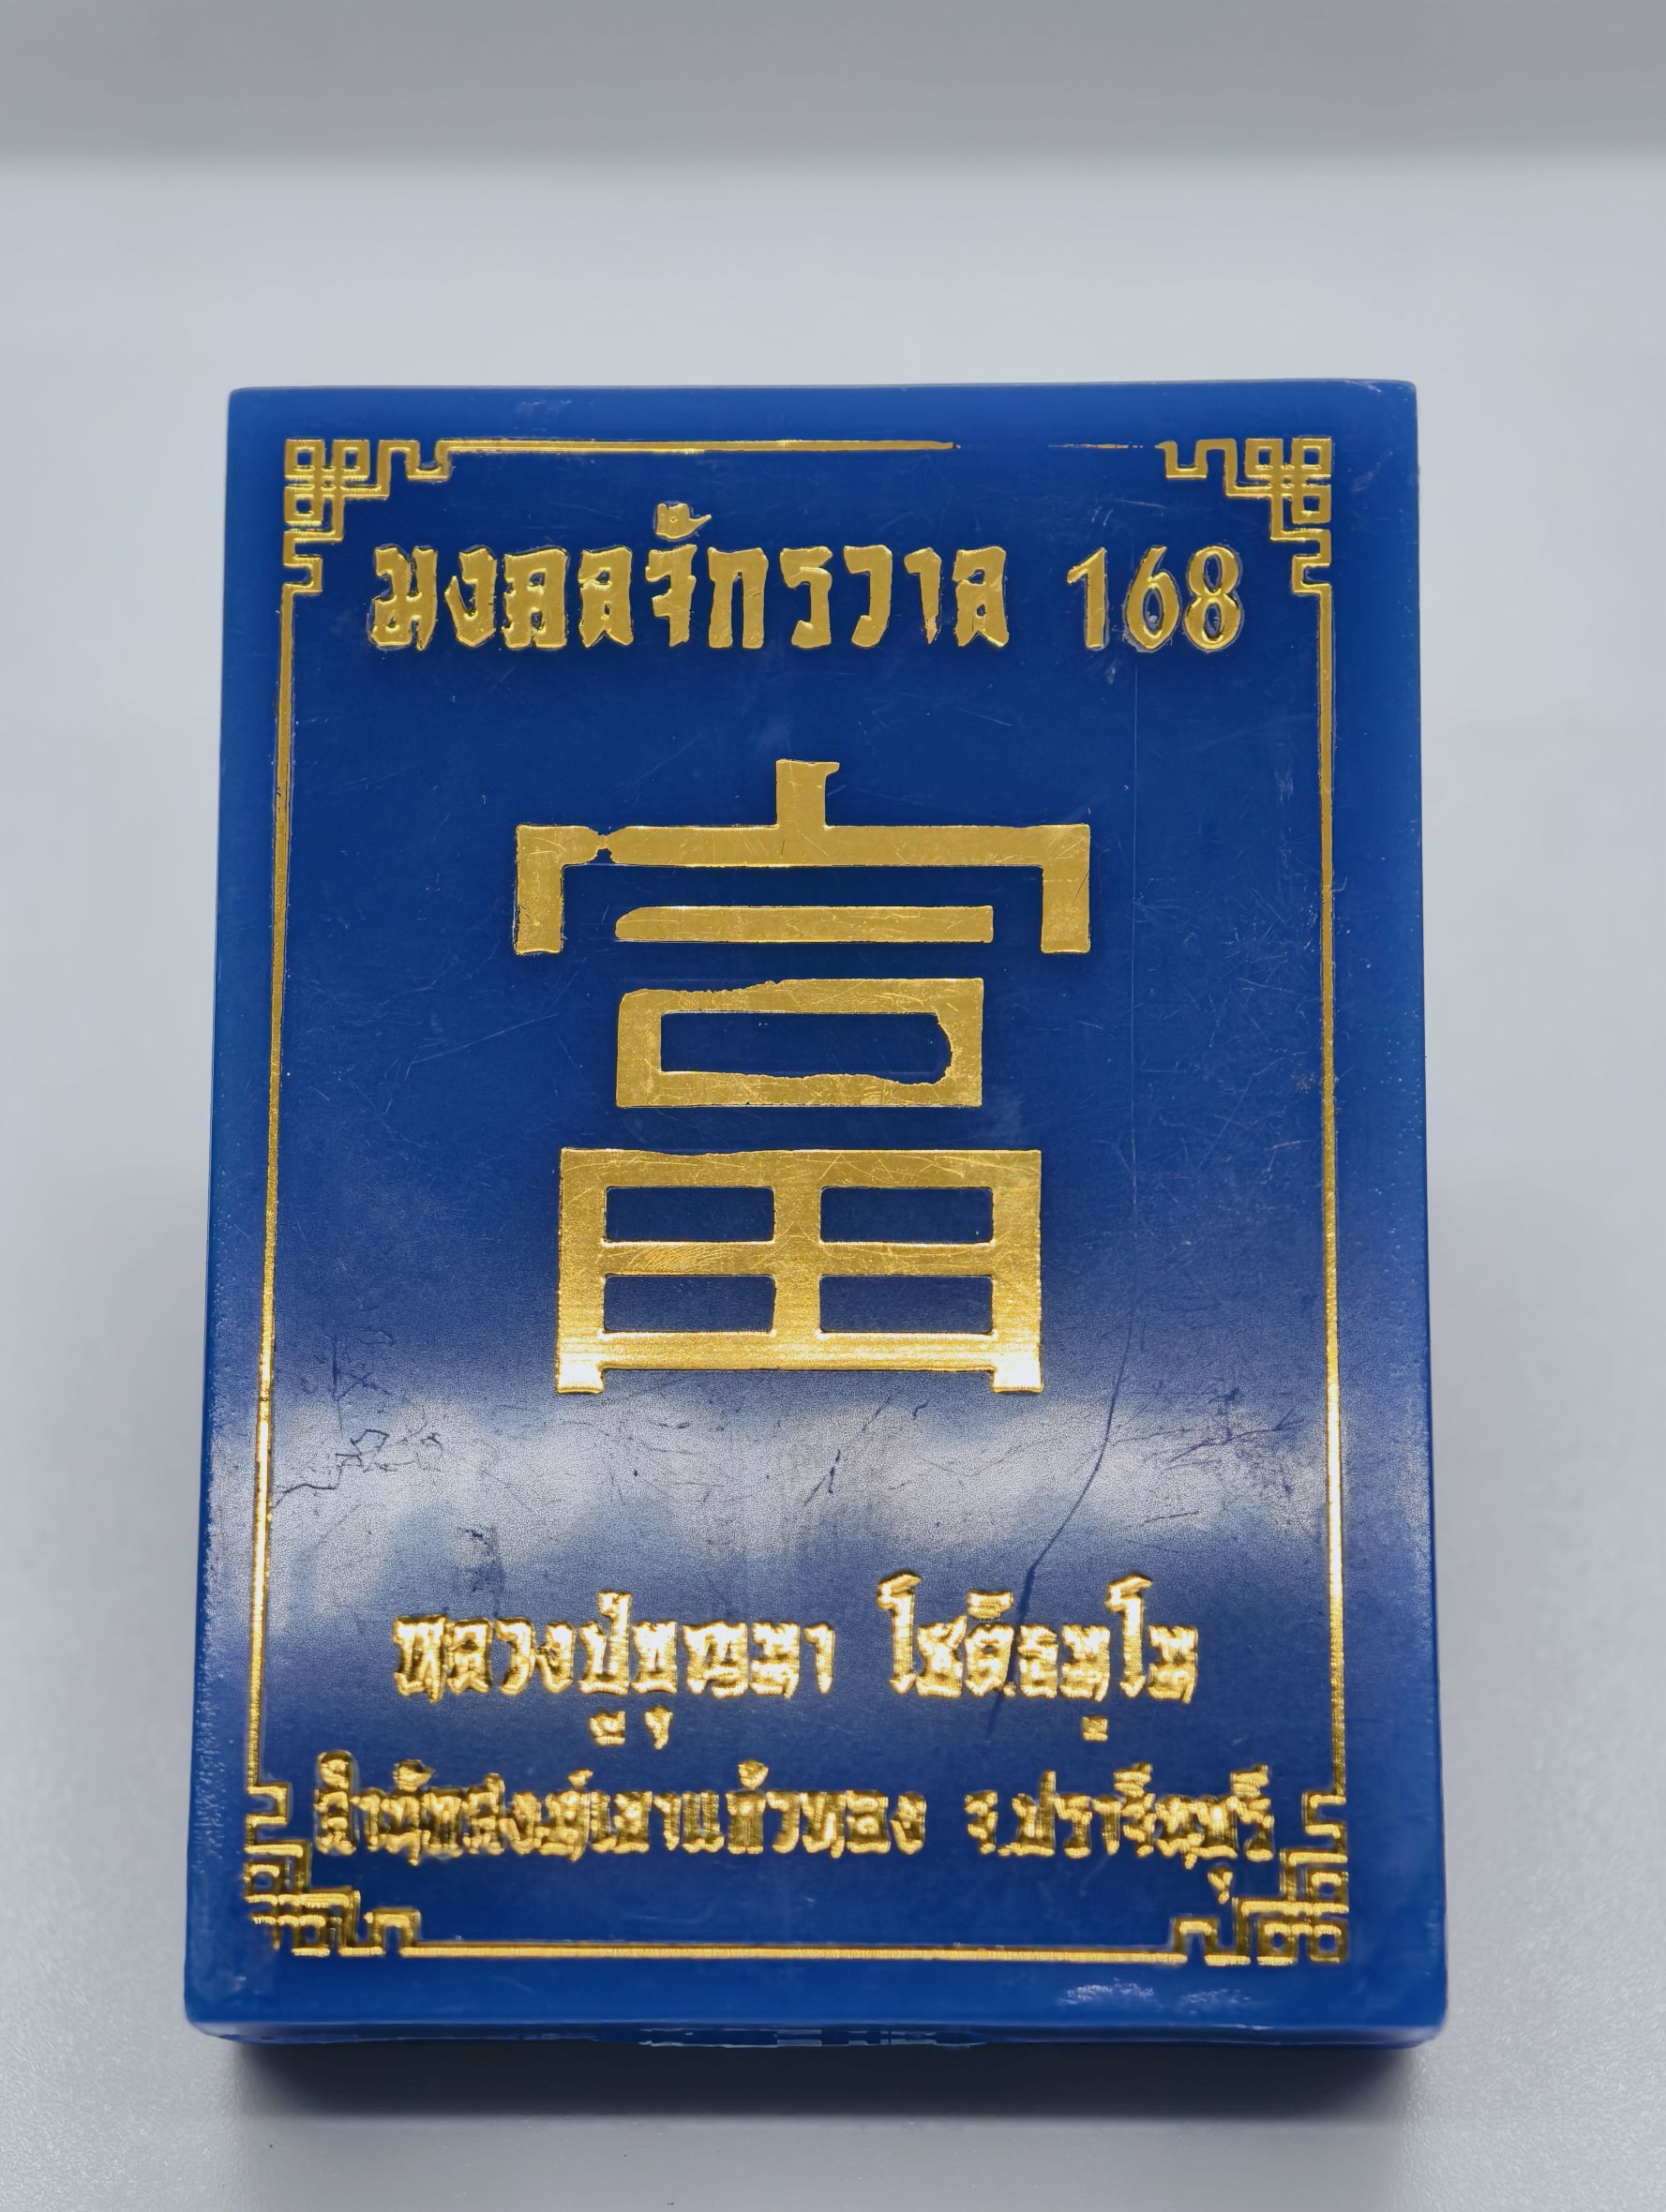 มงคลจักรวาล 168
富
หลวงปู่บุญมา โชติธมฺโม
สำนักสงฆ์เขาแก้วทอง จ.ปราจีนบุรี